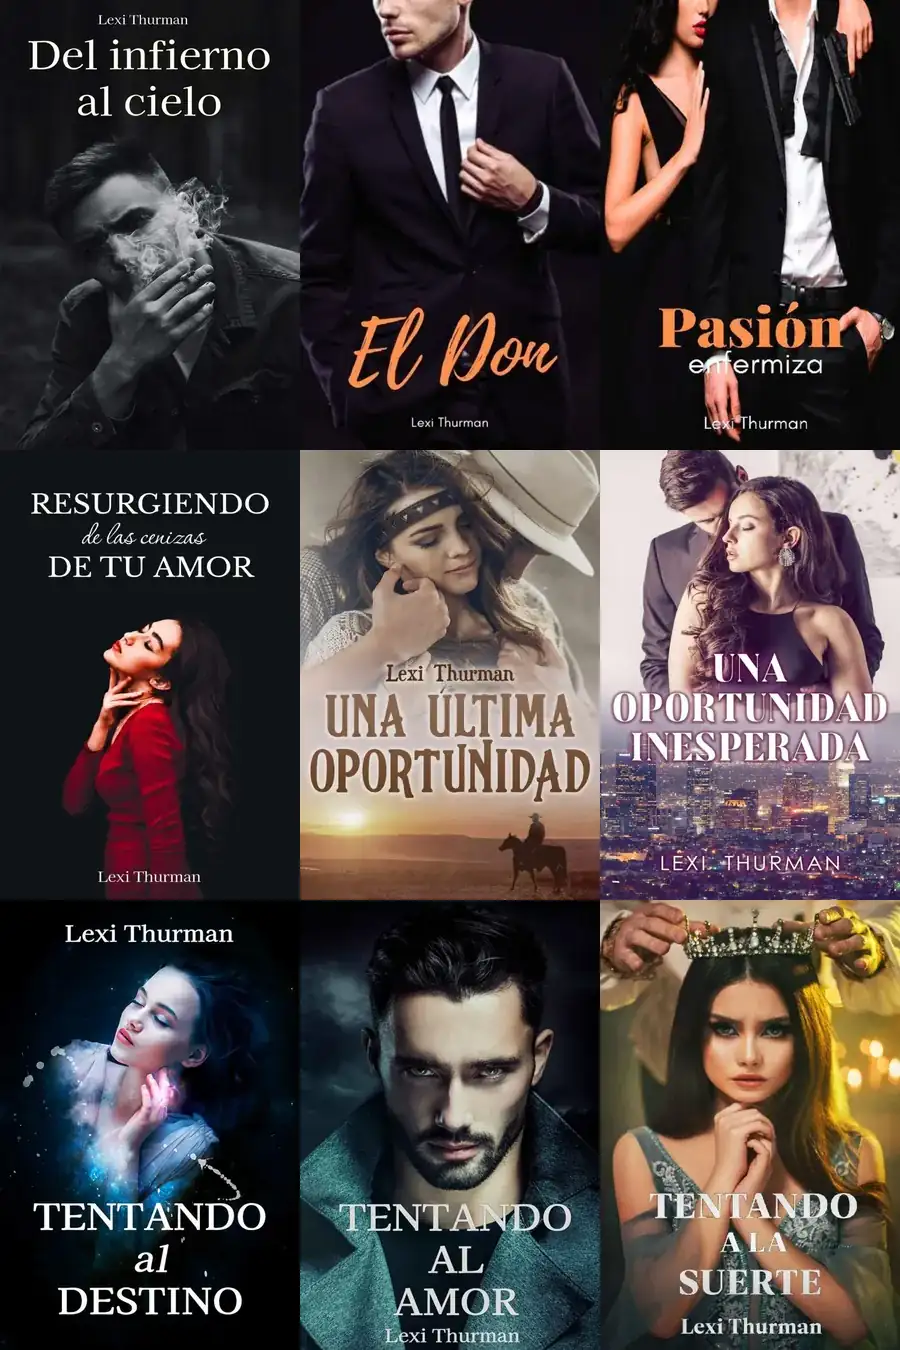 Lexi Thurman
Del infierno
al cielo
El Don
Lexi Thurman
Pasión
enfermiza
Lexi Thurman
RESURGIENDO
de las cenizas
DE TU AMOR
Lexi Thurman
Lexi Thurman
UNA ÚLTIMA
OPORTUNIDAD
UNA
OPORTUNIDAD
INESPERADA
LEXI THURMAN
Lexi Thurman
TENTANDO
al
DESTINO
TENTANDO
AL
AMOR
Lexi Thurman
TENTANDO
A LA
SUERTE
Lexi Thurman